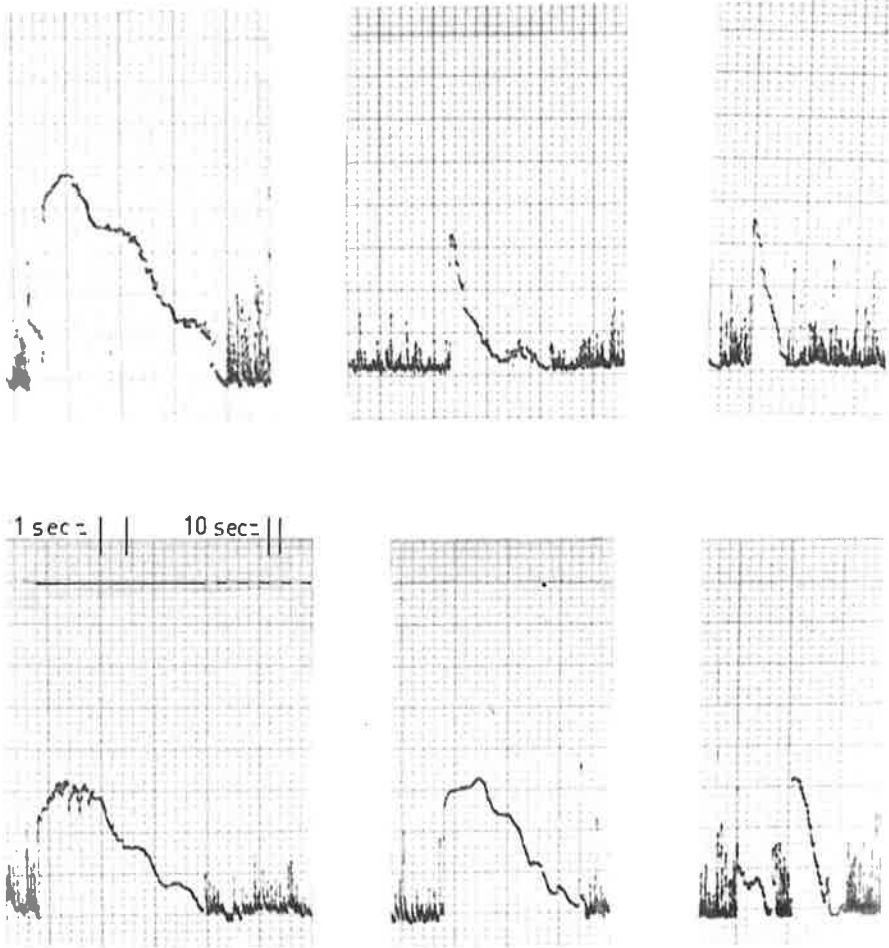 1 sec = 10 sec =